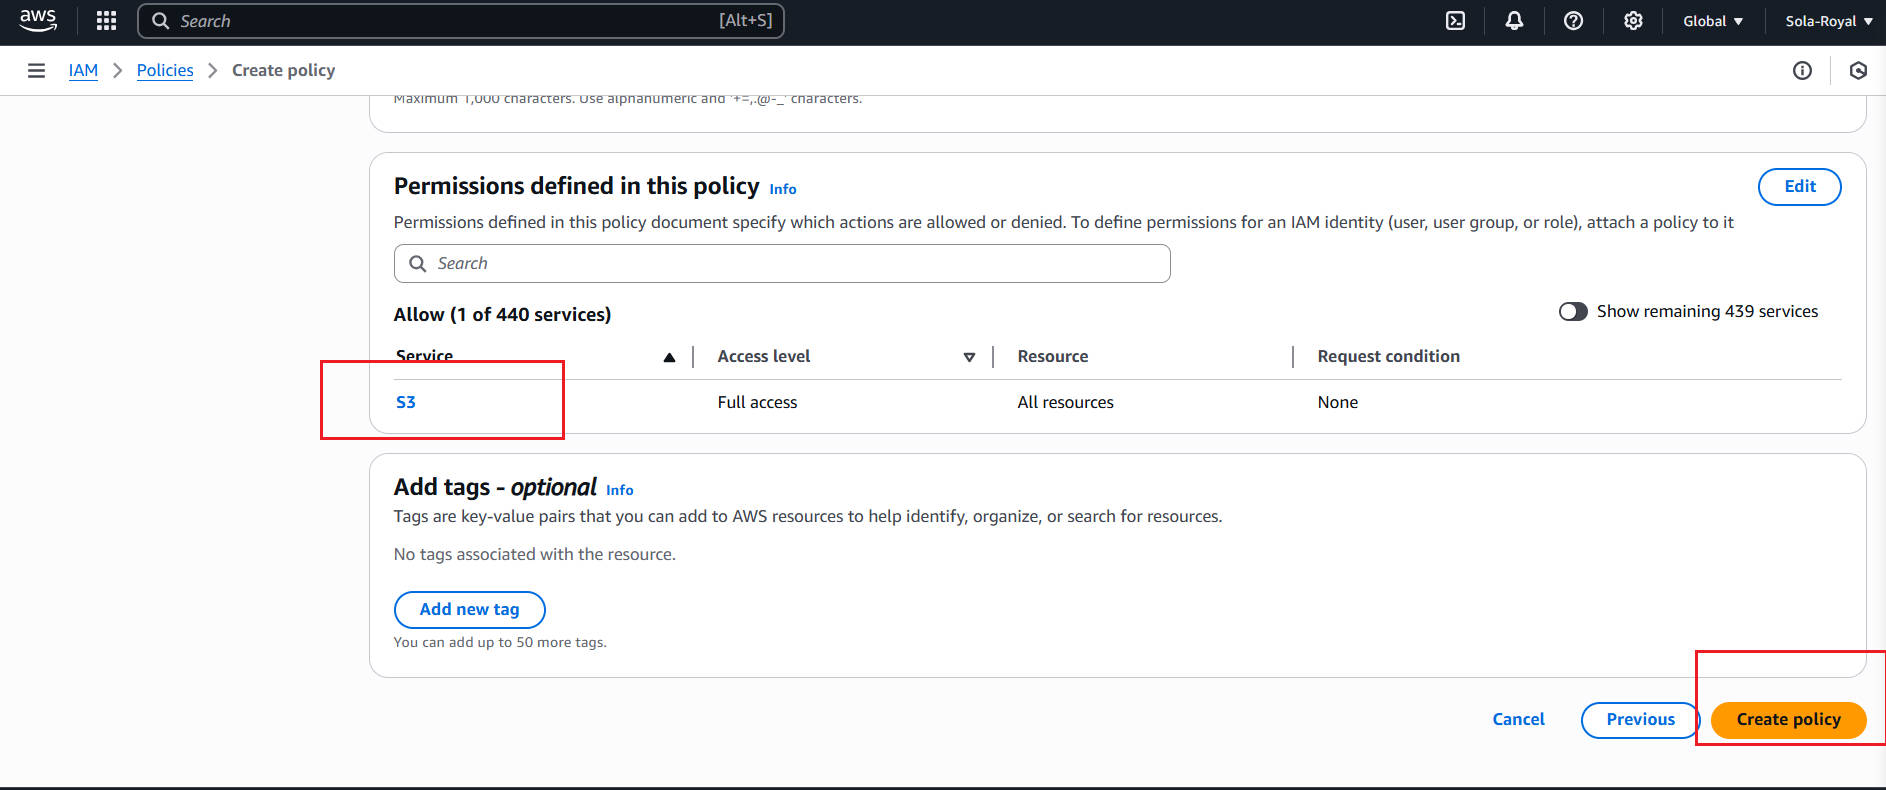 aws Search [Alt+S] Global Sola-Royal
IAM Policies Create policy
Maximum 1,000 characters. Use alphanumeric and '+=,.@-_' characters.
Permissions defined in this policy Info Edit
Permissions defined in this policy document specify which actions are allowed or denied. To define permissions for an IAM identity (user, user group, or role), attach a policy to it
Search
Allow (1 of 440 services) Show remaining 439 services
Service Access level Resource Request condition
S3 Full access All resources None
Add tags - optional Info
Tags are key-value pairs that you can add to AWS resources to help identify, organize, or search for resources.
No tags associated with the resource.
Add new tag
You can add up to 50 more tags.
Cancel Previous Create policy